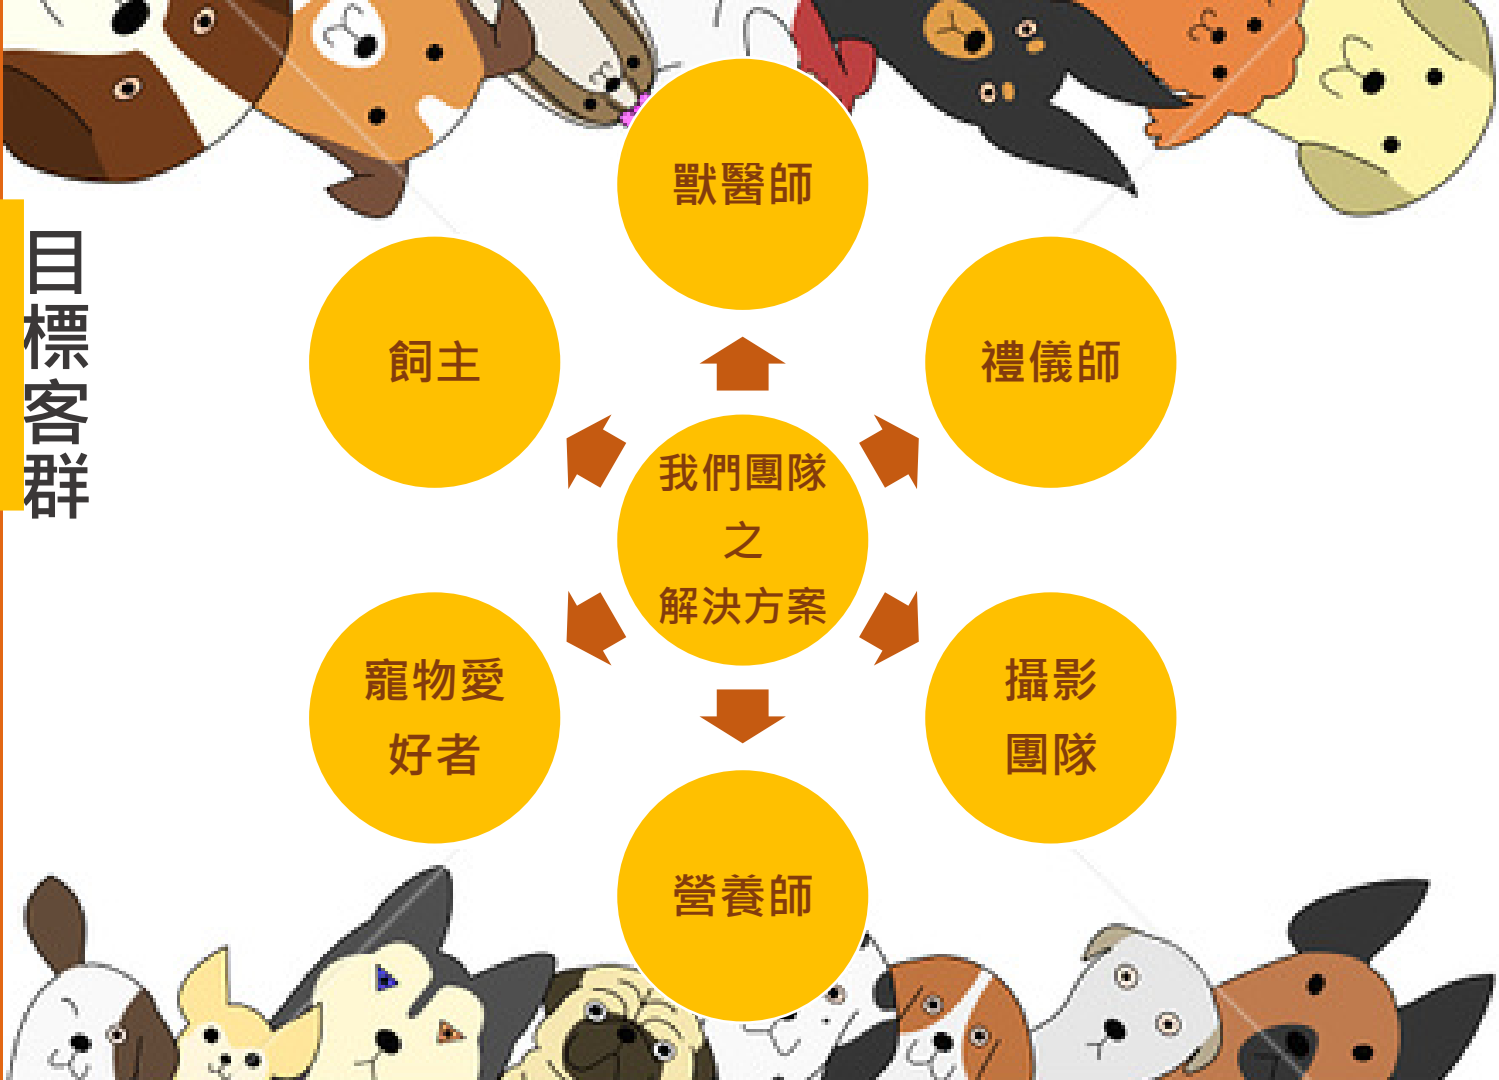 目標客群
獸醫師
飼主
禮儀師
我們團隊
之
解決方案
寵物愛
好者
攝影
團隊
營養師